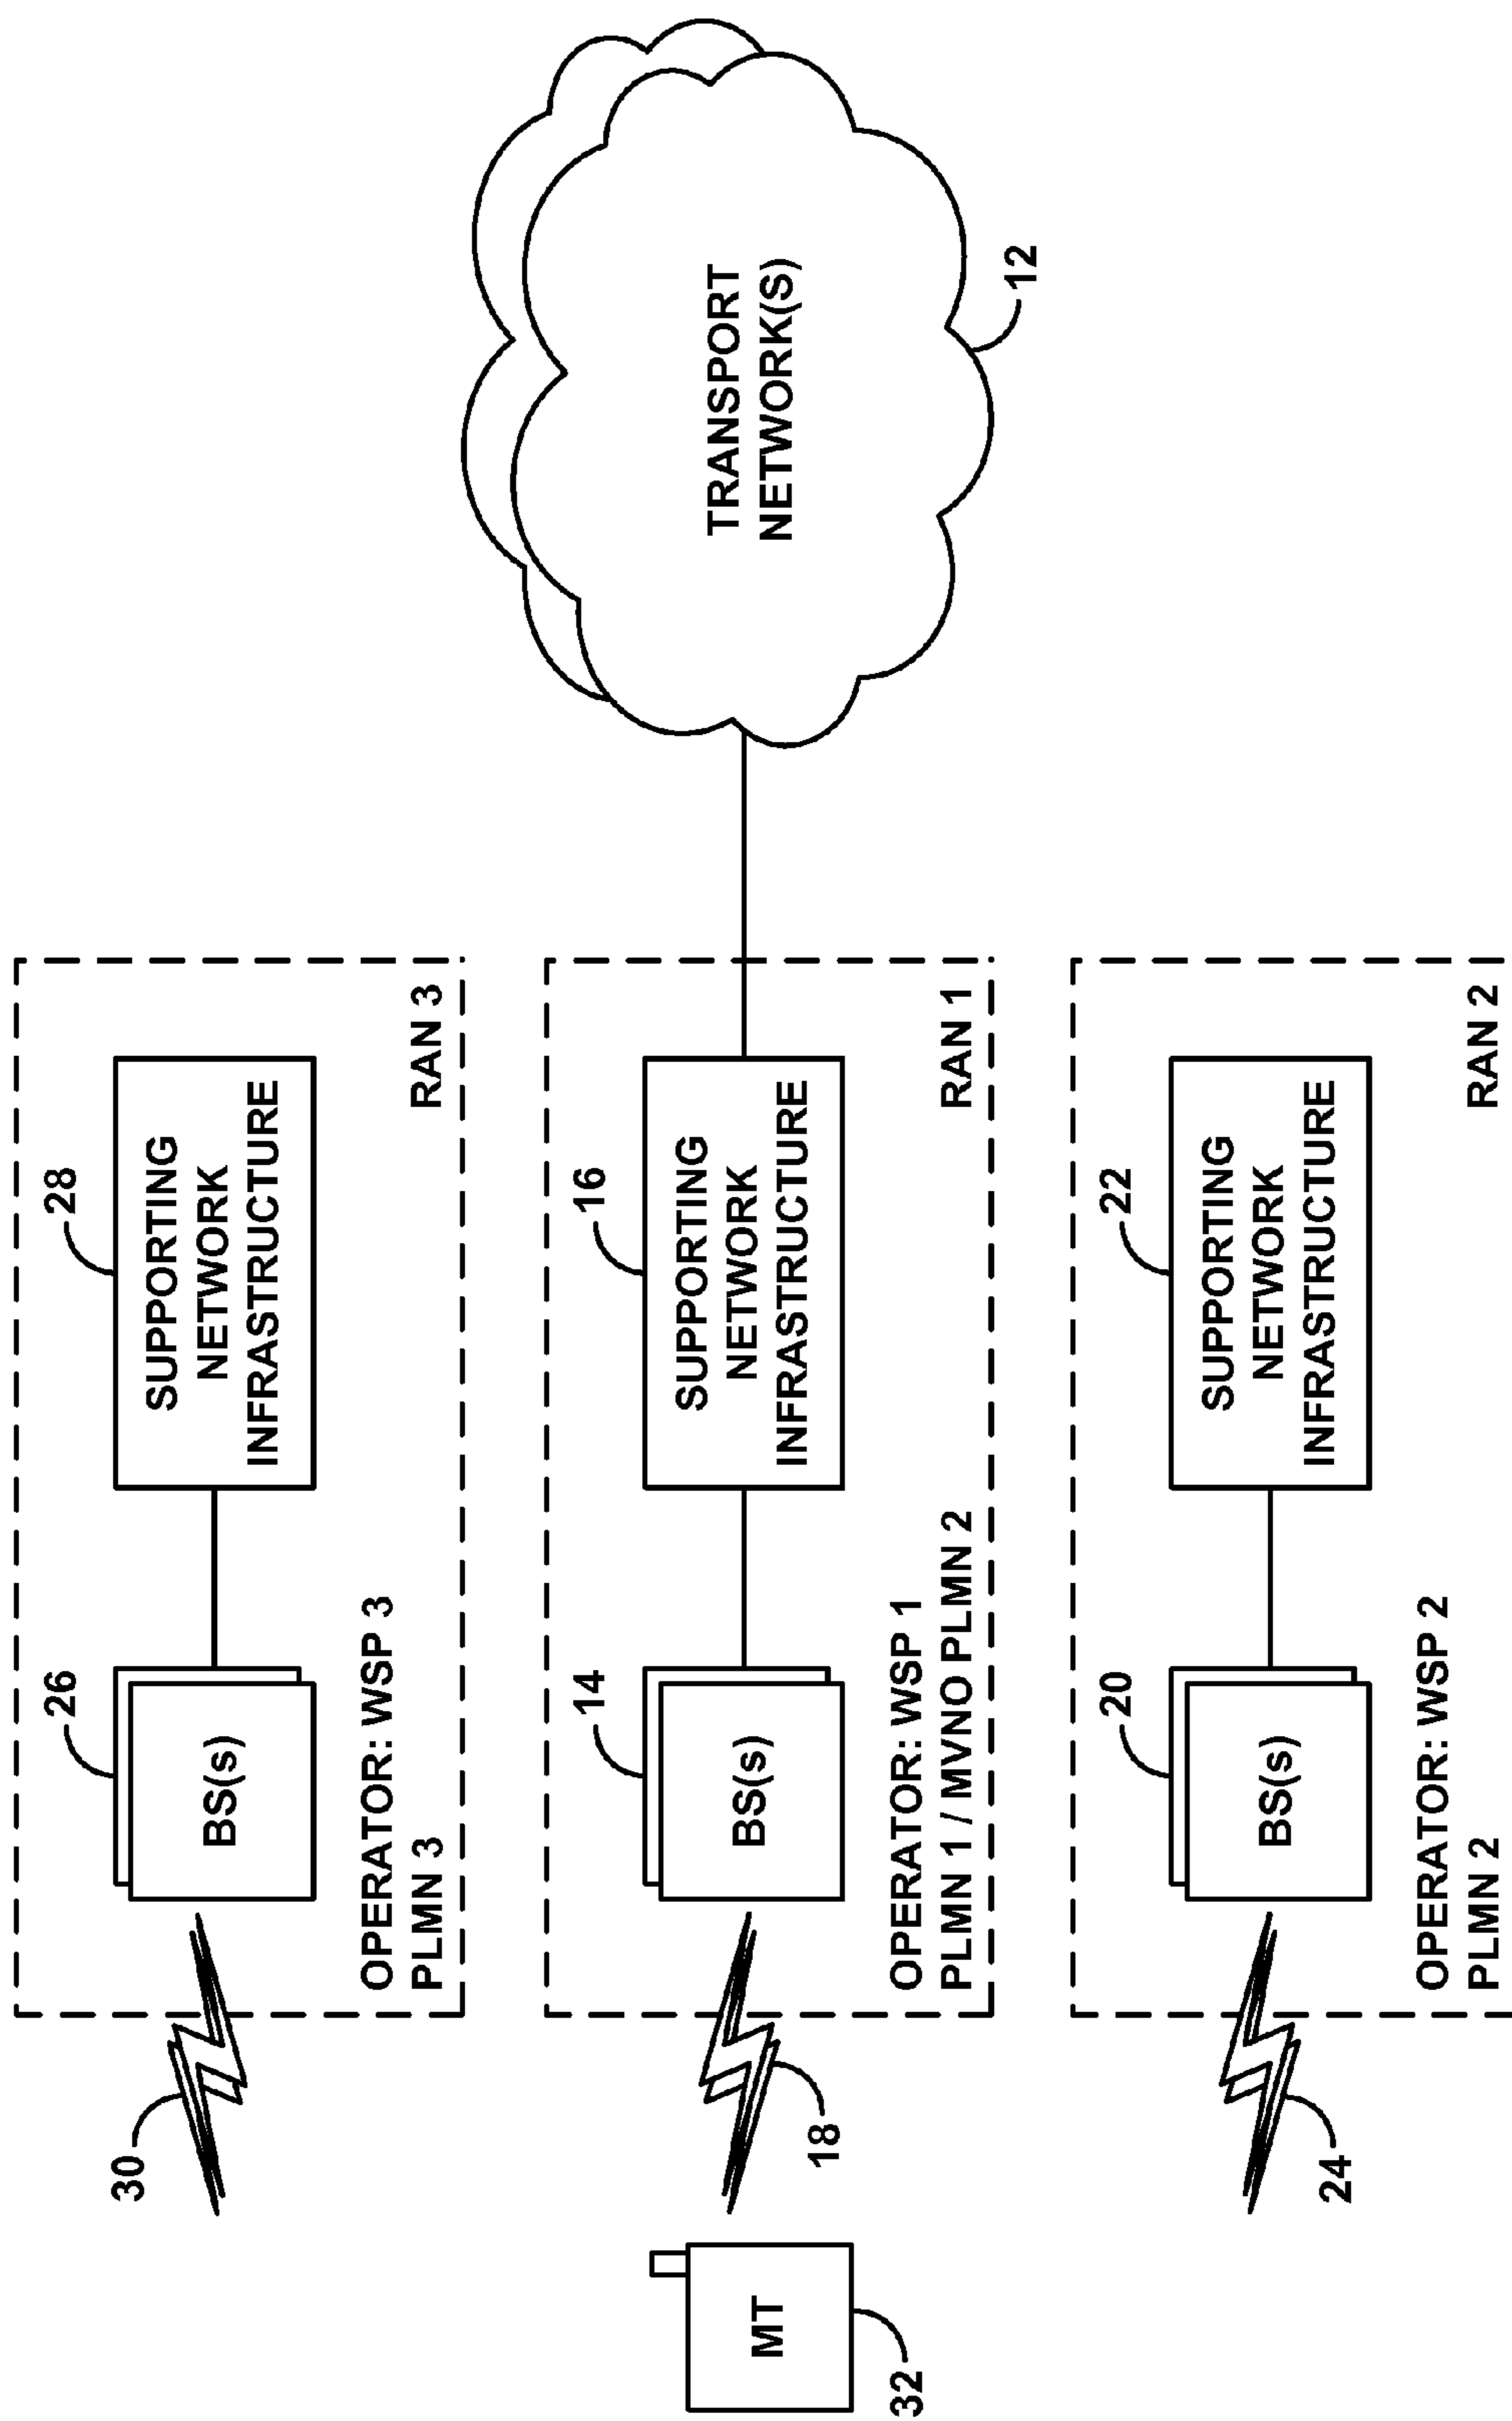 30
26
BS(s)
28
SUPPORTING
NETWORK
INFRASTRUCTURE
OPERATOR: WSP 3
PLMN 3
RAN 3
MT
32
18
14
BS(s)
16
SUPPORTING
NETWORK
INFRASTRUCTURE
OPERATOR: WSP 1
PLMN 1 / MVNO PLMN 2
RAN 1
TRANSPORT
NETWORK(S)
12
24
20
BS(s)
22
SUPPORTING
NETWORK
INFRASTRUCTURE
OPERATOR: WSP 2
PLMN 2
RAN 2